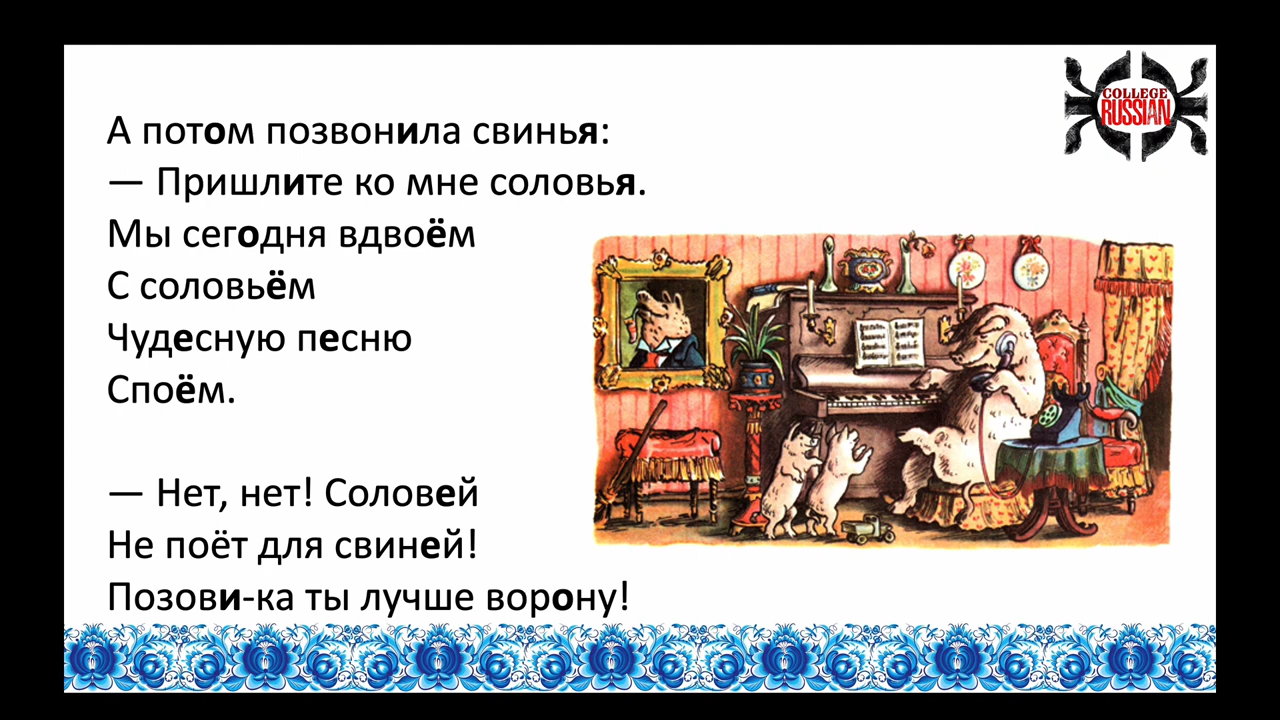 COLLEGE
RUSSIAN
А потом позвонила свинья:
— Пришлите ко мне соловья.
Мы сегодня вдвоём
С соловьём
Чудесную песню
Споём.
— Нет, нет! Соловей
Не поёт для свиней!
Позови-ка ты лучше ворону!